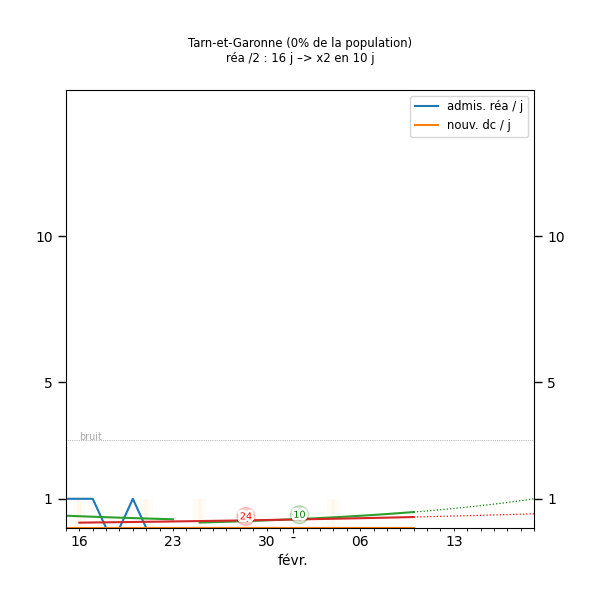 Tarn-et-Garonne (0% de la population)
réa /2 : 16 j –> x2 en 10 j
admis. réa / j
nouv. dc / j
10
10
5
5
bruit
1
1
24
10
16
23
30
-
06
13
févr.